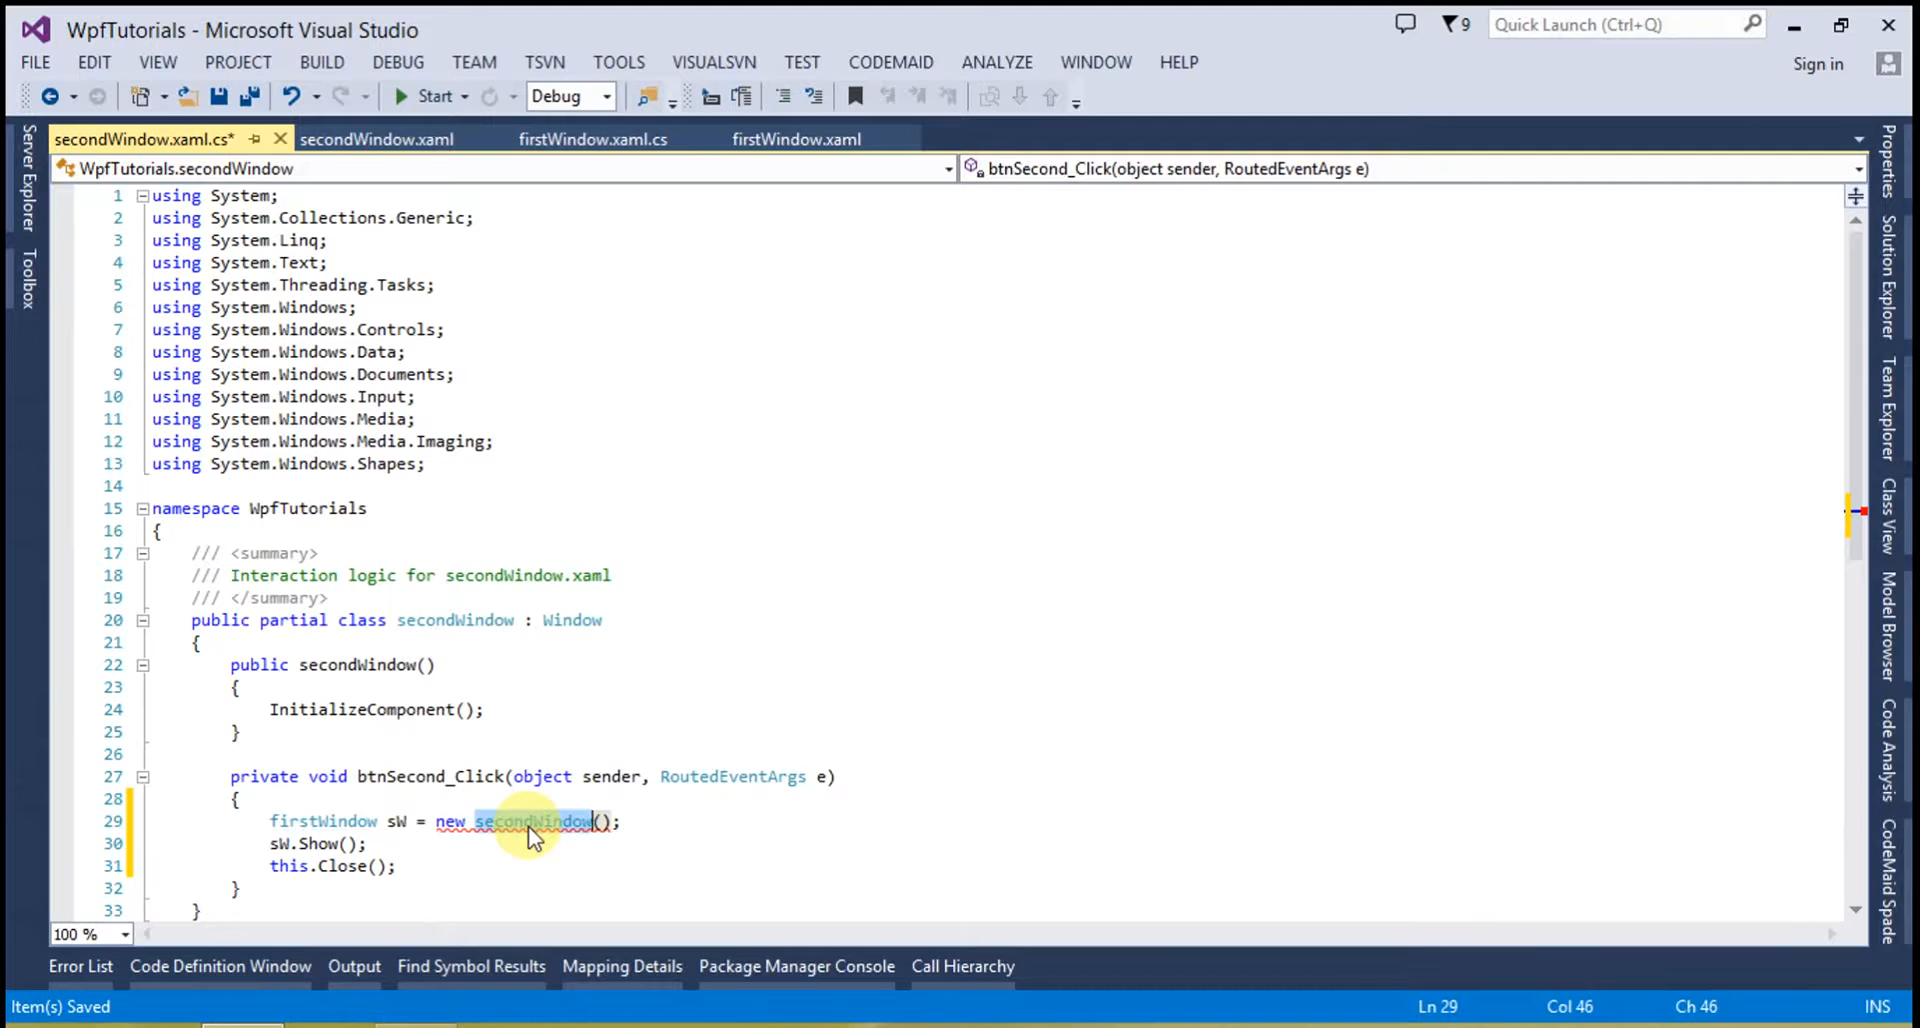 WpfTutorials - Microsoft Visual Studio
9
Quick Launch (Ctrl+Q)
FILE EDIT VIEW PROJECT BUILD DEBUG TEAM TSVN TOOLS VISUALSVN TEST CODEMAID ANALYZE WINDOW HELP
Sign in
Start Debug
secondWindow.xaml.cs* secondWindow.xaml firstWindow.xaml.cs firstWindow.xaml
WpfTutorials.secondWindow
btnSecond_Click(object sender, RoutedEventArgs e)
Server Explorer
Toolbox
1 using System;
2 using System.Collections.Generic;
3 using System.Linq;
4 using System.Text;
5 using System.Threading.Tasks;
6 using System.Windows;
7 using System.Windows.Controls;
8 using System.Windows.Data;
9 using System.Windows.Documents;
10 using System.Windows.Input;
11 using System.Windows.Media;
12 using System.Windows.Media.Imaging;
13 using System.Windows.Shapes;
14
15 namespace WpfTutorials
16 {
17 /// <summary>
18 /// Interaction logic for secondWindow.xaml
19 /// </summary>
20 public partial class secondWindow : Window
21 {
22 public secondWindow()
23 {
24 InitializeComponent();
25 }
26
27 private void btnSecond_Click(object sender, RoutedEventArgs e)
28 {
29 firstWindow sW = new secondWindow();
30 sW.Show();
31 this.Close();
32 }
33 }
Properties
Solution Explorer
Team Explorer
Class View
Model Browser
Code Analysis
CodeMaid Spade
100 %
Error List Code Definition Window Output Find Symbol Results Mapping Details Package Manager Console Call Hierarchy
Item(s) Saved Ln 29 Col 46 Ch 46 INS